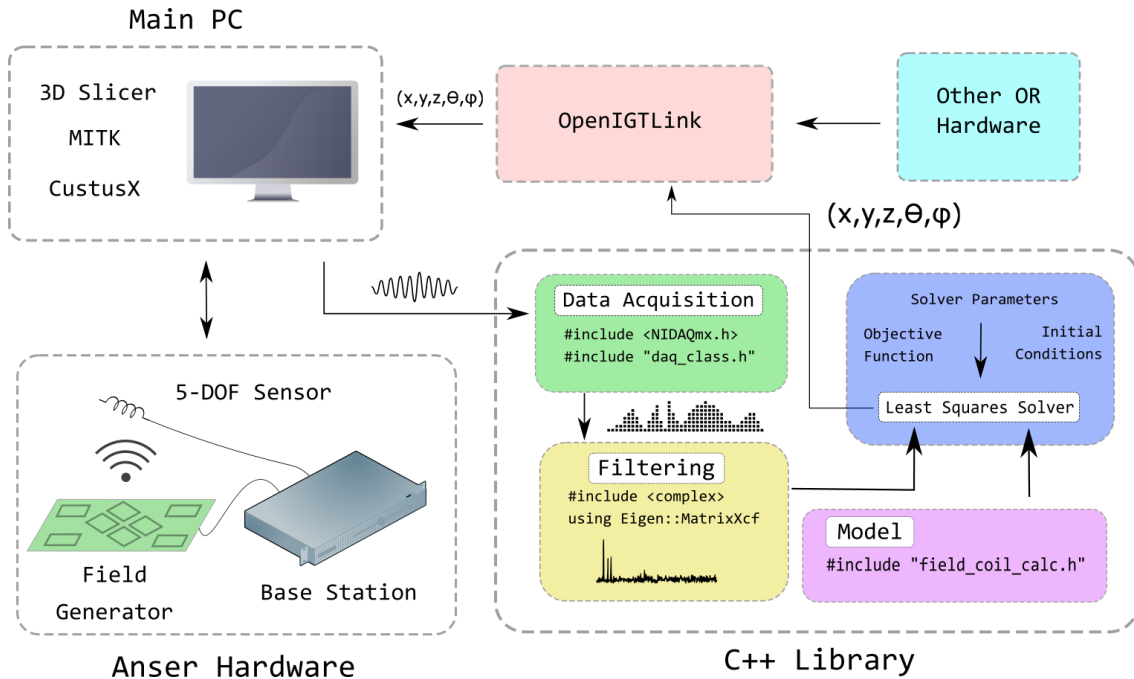 Main PC
3D Slicer
MITK
CustusX
(x,y,z,Θ,φ)
OpenIGTLink
Other OR
Hardware
(x,y,z,Θ,φ)
Data Acquisition
#include <NIDAQmx.h>
#include "daq_class.h"
Solver Parameters
Objective
Function
Initial
Conditions
Least Squares Solver
Filtering
#include <complex>
using Eigen::MatrixXcf
Model
#include "field_coil_calc.h"
C++ Library
5-DOF Sensor
Field
Generator
Base Station
Anser Hardware